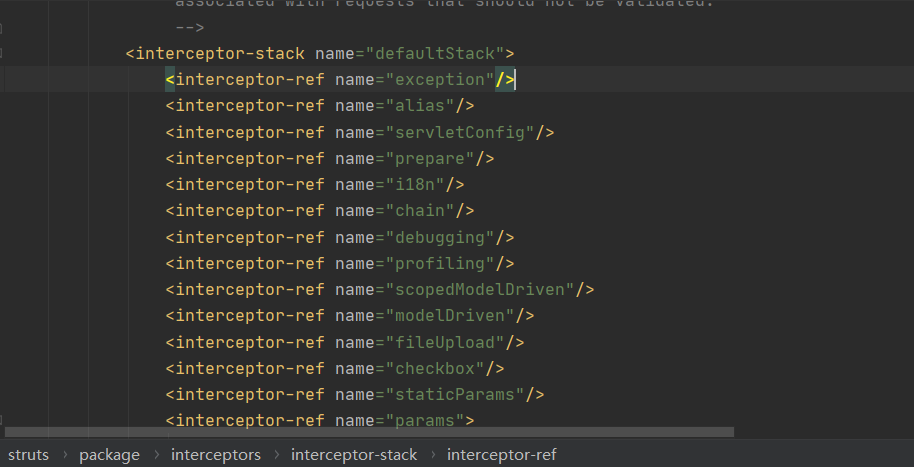 associated with requests that should not be validated.
-->
<interceptor-stack name="defaultStack">
<interceptor-ref name="exception"/>
<interceptor-ref name="alias"/>
<interceptor-ref name="servletConfig"/>
<interceptor-ref name="prepare"/>
<interceptor-ref name="i18n"/>
<interceptor-ref name="chain"/>
<interceptor-ref name="debugging"/>
<interceptor-ref name="profiling"/>
<interceptor-ref name="scopedModelDriven"/>
<interceptor-ref name="modelDriven"/>
<interceptor-ref name="fileUpload"/>
<interceptor-ref name="checkbox"/>
<interceptor-ref name="staticParams"/>
<interceptor-ref name="params">
struts › package › interceptors › interceptor-stack › interceptor-ref